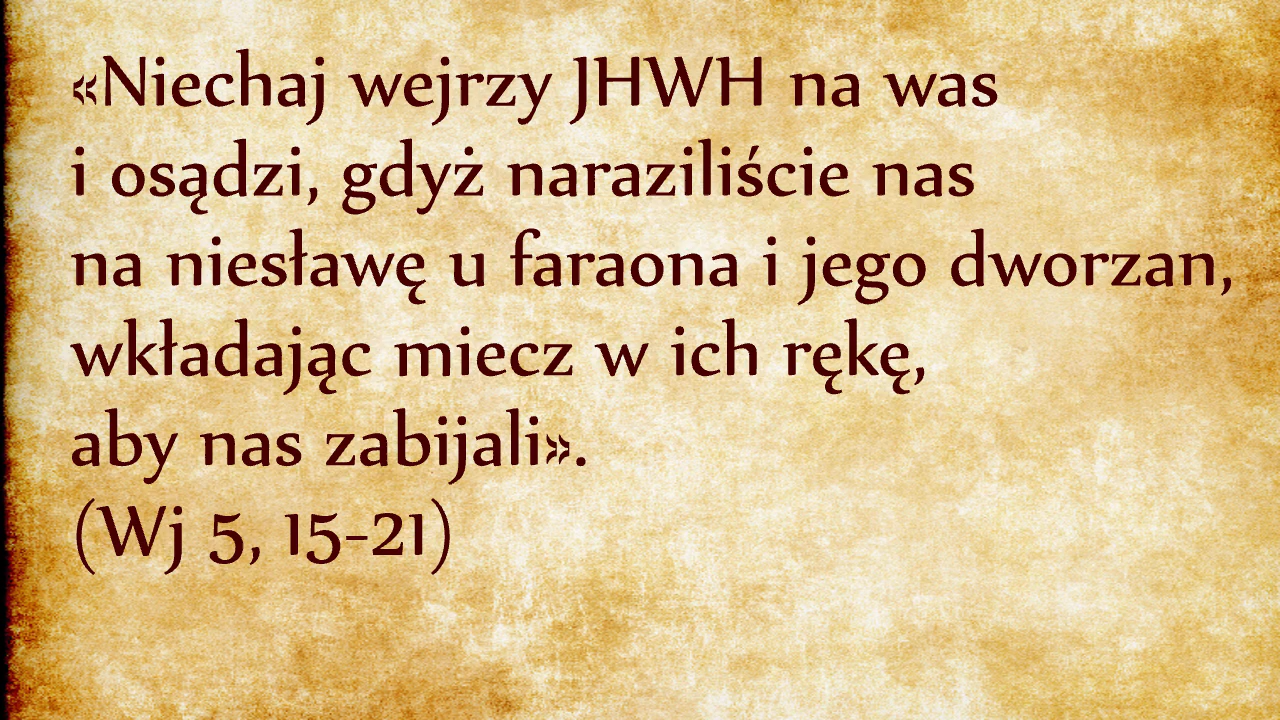 «Niechaj wejrzy JHWH na was
i osądzi, gdyż naraziliście nas
na niesławę u faraona i jego dworzan,
wkładając miecz w ich rękę,
aby nas zabijali».
(Wj 5, 15-21)